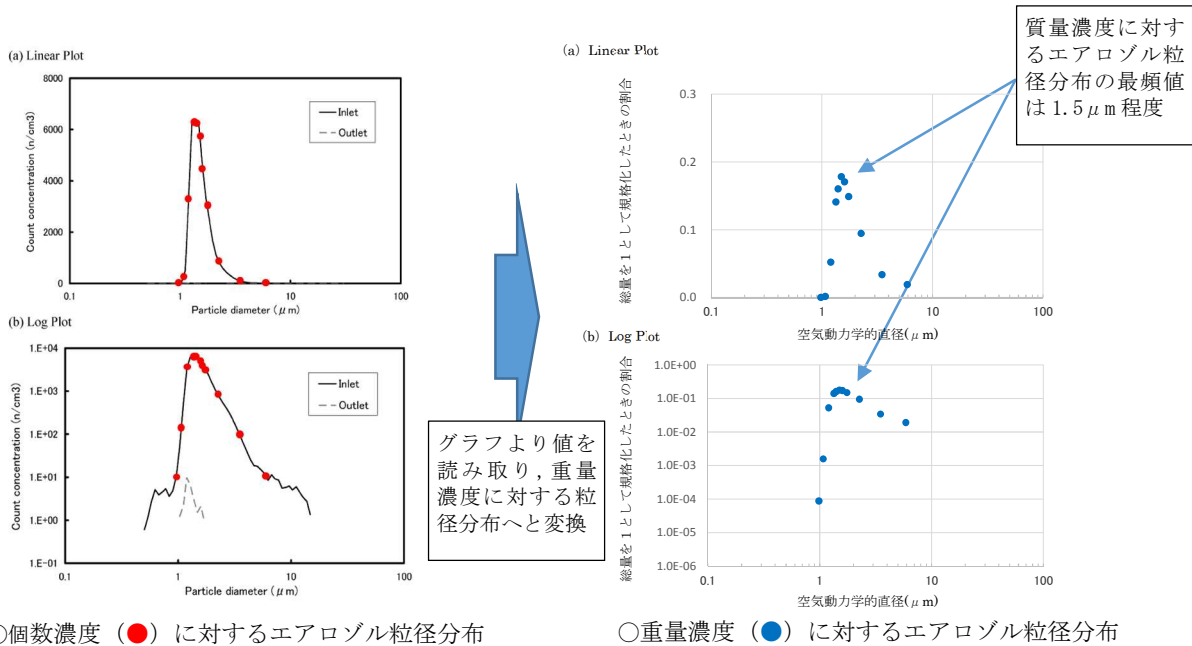 (a) Linear Plot
8000
6000
4000
2000
0
Count concentration (n/cm3)
Inlet
Outlet
0.1
1
10
100
Particle diameter (μm)
(b) Log Plot
1.E+04
1.E+03
1.E+02
1.E+01
1.E+00
1.E-01
Count concentration (n/cm3)
Inlet
Outlet
0.1
1
10
100
Particle diameter (μm)
○個数濃度（●）に対するエアロゾル粒径分布
グラフより値を
読み取り,重量
濃度に対する粒
径分布へと変換
(a) Linear Plot
質量濃度に対す
るエアロゾル粒
径分布の最頻値
は 1.5μm 程度
総量を1として規格化したときの割合
0.3
0.2
0.1
0.0
0.1
1
10
100
空気動力学的直径(μm)
(b) Log Plot
総量を1として規格化したときの割合
1.0E+00
1.0E-01
1.0E-02
1.0E-03
1.0E-04
1.0E-05
1.0E-06
0.1
1
10
100
空気動力学的直径(μm)
○重量濃度（●）に対するエアロゾル粒径分布